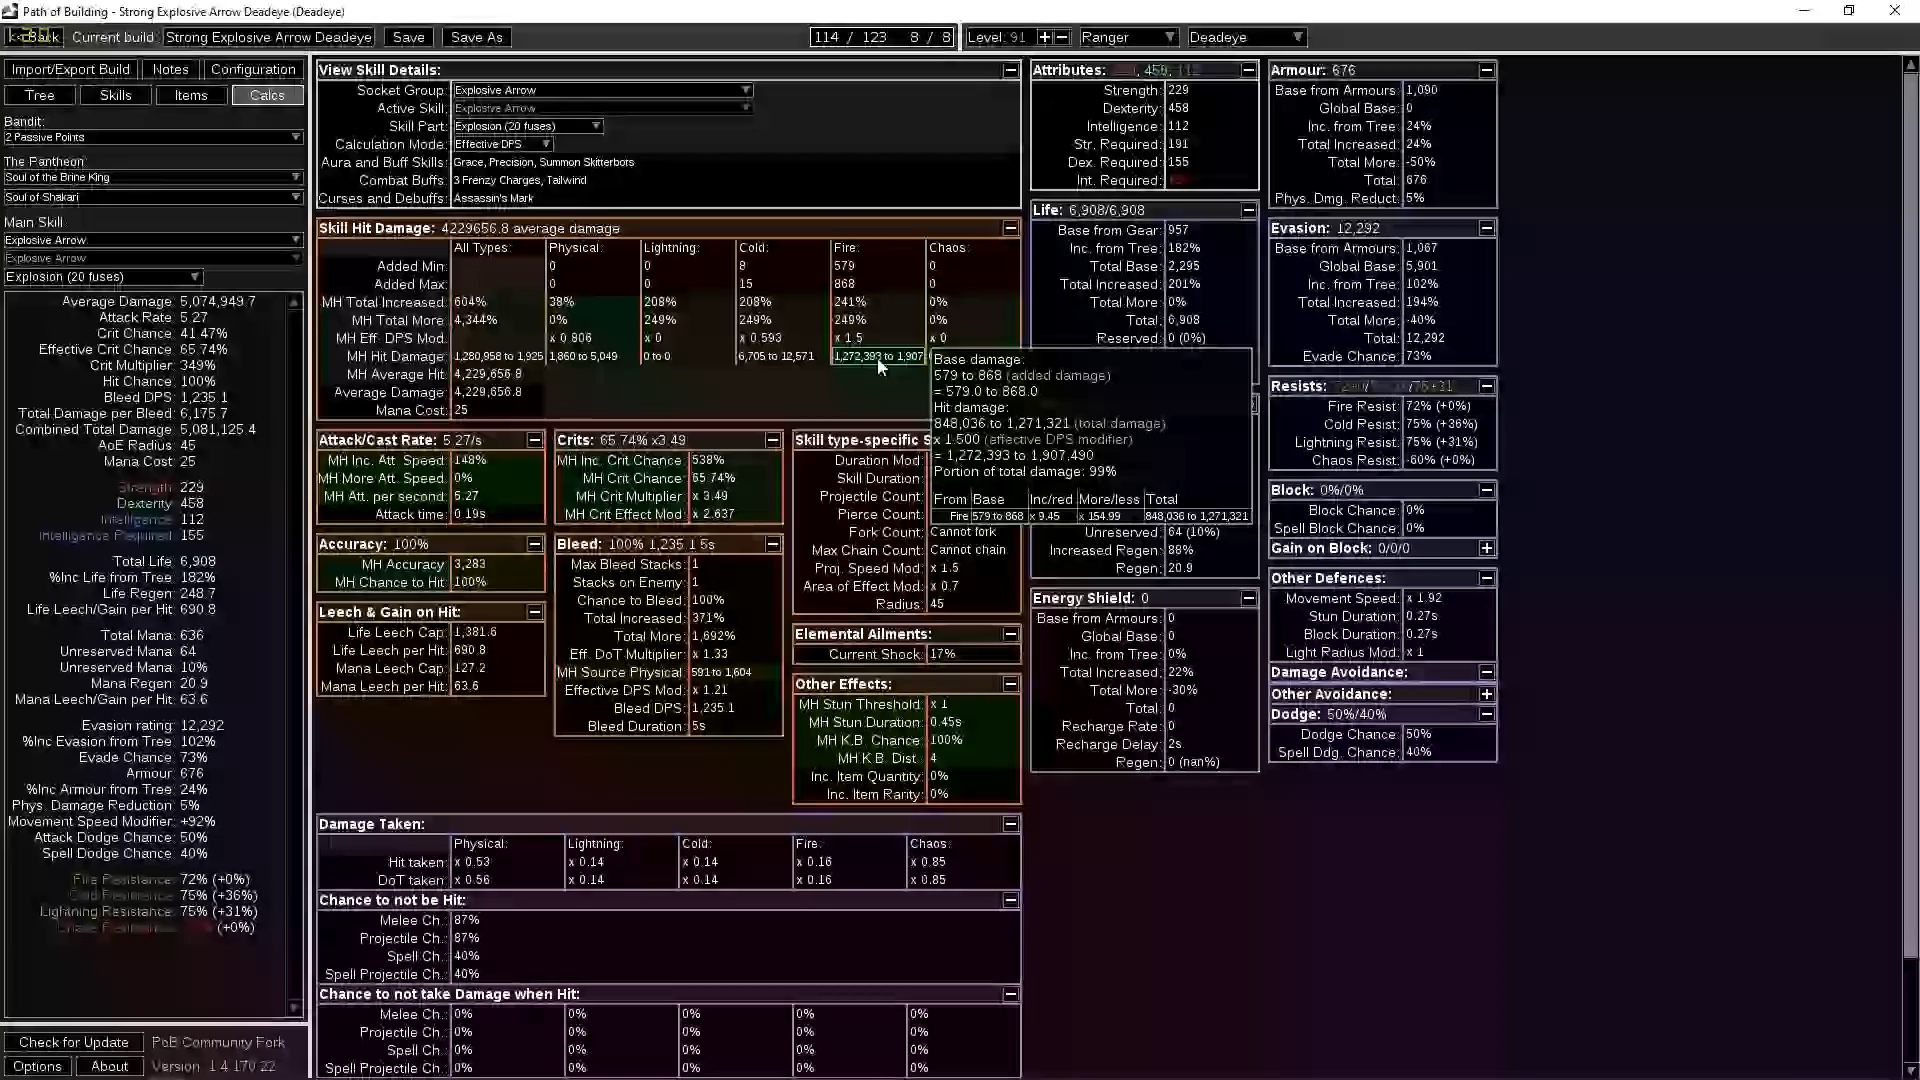 Path of Building - Strong Explosive Arrow Deadeye (Deadeye)
<< Back
Current build: Strong Explosive Arrow Deadeye Save Save As
114 / 123 8 / 8
Level: 91 Ranger Deadeye
Import/Export Build Notes Configuration
Tree Skills Items Calcs
Bandit:
2 Passive Points
The Pantheon:
Soul of the Brine King
Soul of Shakari
Main Skill
Explosive Arrow
Explosive Arrow
Explosion (20 fuses)
Average Damage: 5,074,949.7
Attack Rate: 5.27
Crit Chance: 41.47%
Effective Crit Chance: 65.74%
Crit Multiplier: 349%
Hit Chance: 100%
Bleed DPS: 1,235.1
Total Damage per Bleed: 6,175.7
Combined Total Damage: 5,081,125.4
AoE Radius: 45
Mana Cost: 25
Strength: 229
Dexterity: 458
Intelligence: 112
Intelligence Required: 155
Total Life: 6,908
%Inc Life from Tree: 182%
Life Regen: 248.7
Life Leech/Gain per Hit: 690.8
Total Mana: 636
Unreserved Mana: 64
Unreserved Mana: 10%
Mana Regen: 20.9
Mana Leech/Gain per Hit: 63.6
Evasion rating: 12,292
%Inc Evasion from Tree: 102%
Evade Chance: 73%
Armour: 676
%Inc Armour from Tree: 24%
Phys. Damage Reduction: 5%
Movement Speed Modifier: +92%
Attack Dodge Chance: 50%
Spell Dodge Chance: 40%
Fire Resistance: 72% (+0%)
Cold Resistance: 75% (+36%)
Lightning Resistance: 75% (+31%)
Chaos Resistance: (+0%)
Check for Update PoB Community Fork
Options About Version 1.4.170.22
View Skill Details:
Socket Group: Explosive Arrow
Active Skill: Explosive Arrow
Skill Part: Explosion (20 fuses)
Calculation Mode: Effective DPS
Aura and Buff Skills: Grace, Precision, Summon Skitterbots
Combat Buffs: 3 Frenzy Charges, Tailwind
Curses and Debuffs: Assassin's Mark
Skill Hit Damage: 4229656.8 average damage
All Types: Physical: Lightning: Cold: Fire: Chaos:
Added Min: 0 0 8 579 0
Added Max: 0 0 15 868 0
MH Total Increased: 604% 38% 208% 208% 241% 0%
MH Total More: 4,344% 0% 249% 249% 249% 0%
MH Eff. DPS Mod: x 0.806 x 0 x 0.593 x 1.5 x 0
MH Hit Damage: 1,280,958 to 1,925 1,860 to 5,049 0 to 0 6,705 to 12,571 1,272,393 to 1,907
MH Average Hit: 4,229,656.8
Average Damage: 4,229,656.8
Mana Cost: 25
Base damage:
579 to 868 (added damage)
= 579.0 to 868.0
Hit damage:
848,036 to 1,271,321 (total damage)
x 1.500 (effective DPS modifier)
= 1,272,393 to 1,907,490
Portion of total damage: 99%
From Base Inc/red More/less Total
Fire 579 to 868 x 9.45 x 154.99 848,036 to 1,271,321
Attack/Cast Rate: 5.27/s
MH Inc. Att. Speed: 148%
MH More Att. Speed: 0%
MH Att. per second: 5.27
Attack time: 0.19s
Accuracy: 100%
MH Accuracy: 3,283
MH Chance to Hit: 100%
Leech & Gain on Hit:
Life Leech Cap: 1,381.6
Life Leech per Hit: 690.8
Mana Leech Cap: 127.2
Mana Leech per Hit: 63.6
Crits: 65.74% x3.49
MH Inc. Crit Chance: 538%
MH Crit Chance: 65.74%
MH Crit Multiplier: x 3.49
MH Crit Effect Mod: x 2.637
Bleed: 100% 1,235.1 5s
Max Bleed Stacks: 1
Stacks on Enemy: 1
Chance to Bleed: 100%
Total Increased: 371%
Total More: 1,692%
Eff. DoT Multiplier: x 1.33
MH Source Physical: 591 to 1,604
Effective DPS Mod: x 1.21
Bleed DPS: 1,235.1
Bleed Duration: 5s
Skill type-specific S
Duration Mod:
Skill Duration:
Projectile Count:
Pierce Count:
Fork Count: Cannot fork
Max Chain Count: Cannot chain
Proj. Speed Mod: x 1.5
Area of Effect Mod: x 0.7
Radius: 45
Elemental Ailments:
Current Shock: 17%
Other Effects:
MH Stun Threshold: x 1
MH Stun Duration: 0.45s
MH K.B. Chance: 100%
MH K.B. Dist.: 4
Inc. Item Quantity: 0%
Inc. Item Rarity: 0%
Damage Taken:
Physical: Lightning: Cold: Fire: Chaos:
Hit taken: x 0.53 x 0.14 x 0.14 x 0.16 x 0.85
DoT taken: x 0.56 x 0.14 x 0.14 x 0.16 x 0.85
Chance to not be Hit:
Melee Ch.: 87%
Projectile Ch.: 87%
Spell Ch.: 40%
Spell Projectile Ch.: 40%
Chance to not take Damage when Hit:
Melee Ch.: 0% 0% 0% 0% 0%
Projectile Ch.: 0% 0% 0% 0% 0%
Spell Ch.: 0% 0% 0% 0% 0%
Spell Projectile Ch.: 0% 0% 0% 0% 0%
Attributes: , 458,
Strength: 229
Dexterity: 458
Intelligence: 112
Str. Required: 191
Dex. Required: 155
Int. Required:
Life: 6,908/6,908
Base from Gear: 957
Inc. from Tree: 182%
Total Base: 2,295
Total Increased: 201%
Total More: 0%
Total: 6,908
Reserved: 0 (0%)
Unreserved: 64 (10%)
Increased Regen: 88%
Regen: 20.9
Energy Shield: 0
Base from Armours: 0
Global Base: 0
Inc. from Tree: 0%
Total Increased: 22%
Total More: -30%
Total: 0
Recharge Rate: 0
Recharge Delay: 2s
Regen: 0 (nan%)
Armour: 676
Base from Armours: 1,090
Global Base: 0
Inc. from Tree: 24%
Total Increased: 24%
Total More: -50%
Total: 676
Phys. Dmg. Reduct: 5%
Evasion: 12,292
Base from Armours: 1,067
Global Base: 5,901
Inc. from Tree: 102%
Total Increased: 194%
Total More: -40%
Total: 12,292
Evade Chance: 73%
Resists:
Fire Resist: 72% (+0%)
Cold Resist: 75% (+36%)
Lightning Resist: 75% (+31%)
Chaos Resist: -60% (+0%)
Block: 0%/0%
Block Chance: 0%
Spell Block Chance: 0%
Gain on Block: 0/0/0
Other Defences:
Movement Speed: x 1.92
Stun Duration: 0.27s
Block Duration: 0.27s
Light Radius Mod: x 1
Damage Avoidance:
Other Avoidance:
Dodge: 50%/40%
Dodge Chance: 50%
Spell Ddg. Chance: 40%